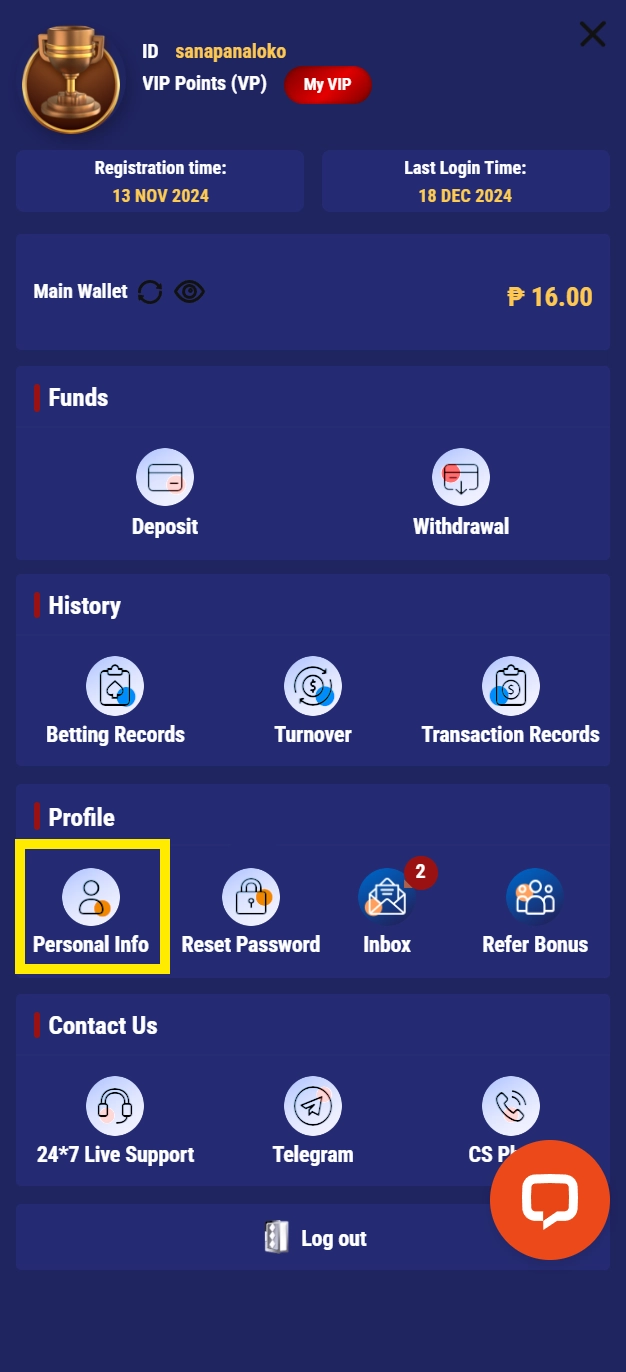 ID sanapanaloko
VIP Points (VP) My VIP
Registration time:
13 NOV 2024
Last Login Time:
18 DEC 2024
Main Wallet
₱ 16.00
Funds
Deposit
Withdrawal
History
Betting Records
Turnover
Transaction Records
Profile
2
Personal Info
Reset Password
Inbox
Refer Bonus
Contact Us
24*7 Live Support
Telegram
CS
Log out